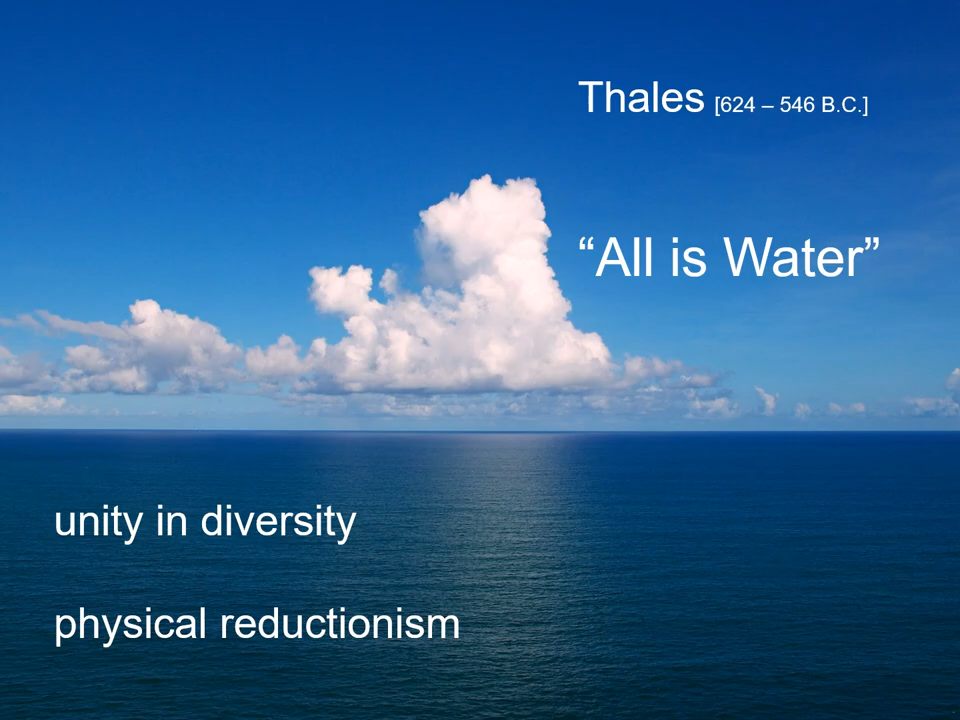 Thales [624 – 546 B.C.]
“All is Water”
unity in diversity
physical reductionism